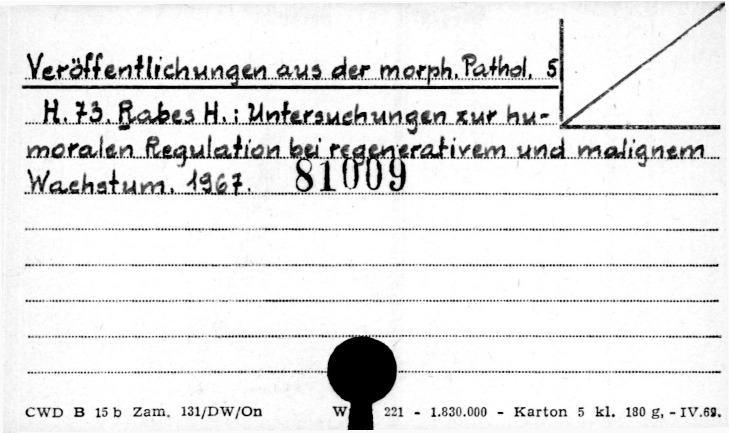 Veröffentlichungen aus der morph. Pathol. 5
H. 73. Rabes H.: Untersuchungen zur hu-
moralen Regulation bei regenerativem und malignem
Wachstum. 1967. 81009
CWD B 15 b Zam. 131/DW/On W 221 - 1.830.000 - Karton 5 kl. 180 g, - IV.69.